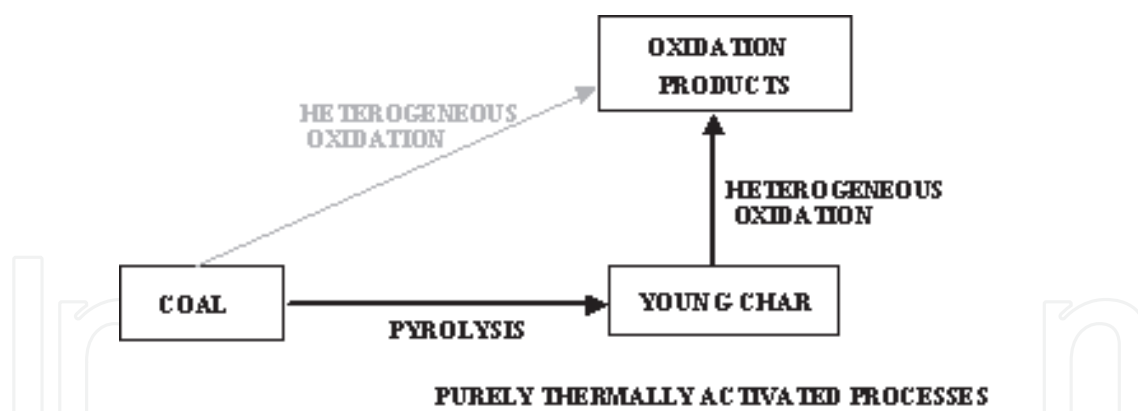 OXIDATION
PRODUCTS
HETEROGENEOUS
OXIDATION
HETEROGENEOUS
OXIDATION
COAL
YOUNG CHAR
PYROLYSIS
PURELY THERMALLY ACTIVATED PROCESSES